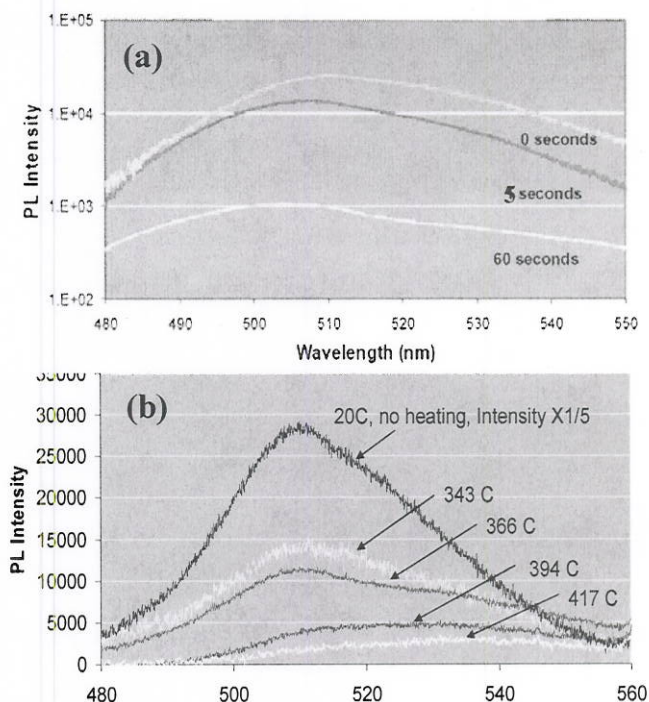 1.E+05
(a)
1.E+04
PL Intensity
0 seconds
5 seconds
1.E+03
60 seconds
1.E+02
480 490 500 510 520 530 540 550
Wavelength (nm)
35000
(b)
20C, no heating, Intensity X1/5
30000
25000
343 C
20000
366 C
PL Intensity
15000
394 C
10000
417 C
5000
0
480 500 520 540 560